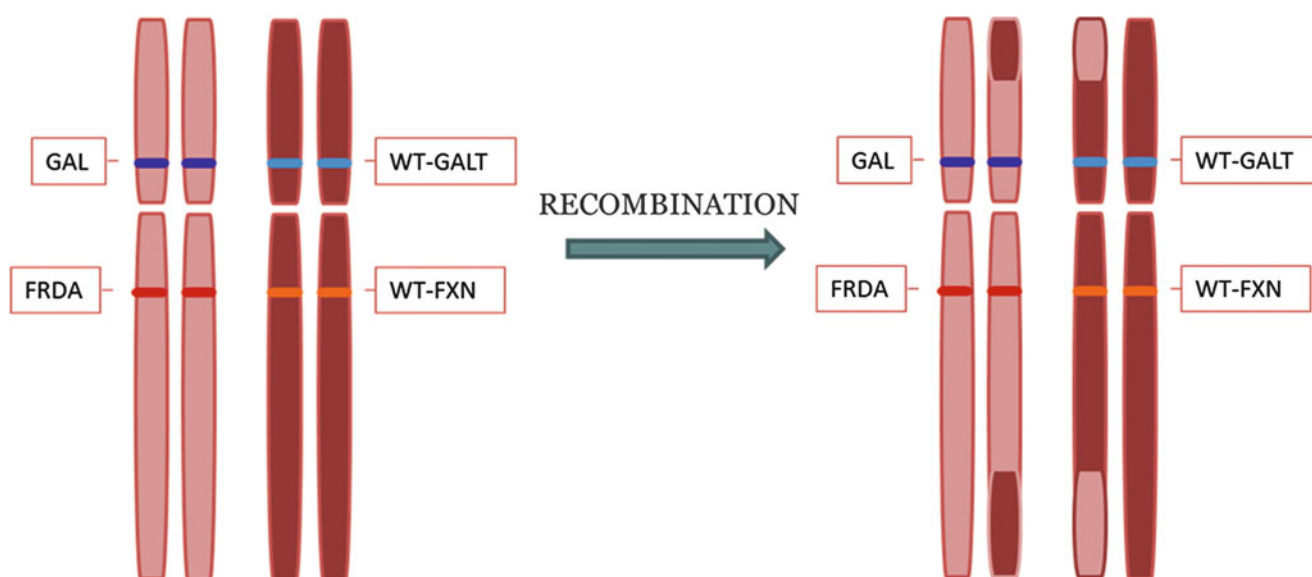 GAL
WT-GALT
FRDA
WT-FXN
RECOMBINATION
GAL
WT-GALT
FRDA
WT-FXN